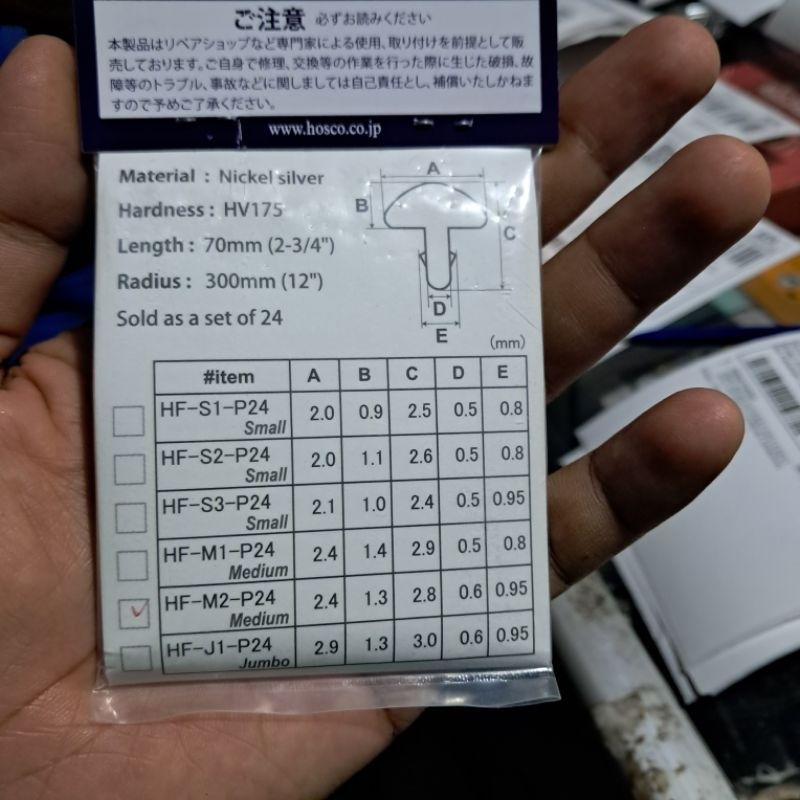 ご注意 必ずお読みください
本製品はリペアショップなど専門家による使用、取り付けを前提として販
売しております。ご自身で修理、交換等の作業を行った際に生じた破損、故
障等のトラブル、事故などに関しましては自己責任とし、補償いたしかねま
すので予めご了承ください。
www.hosco.co.jp
Material : Nickel silver
Hardness : HV175
Length : 70mm (2-3/4")
Radius : 300mm (12")
Sold as a set of 24
A
B
C
D
E
(mm)
#item A B C D E
HF-S1-P24 Small 2.0 0.9 2.5 0.5 0.8
HF-S2-P24 Small 2.0 1.1 2.6 0.5 0.8
HF-S3-P24 Small 2.1 1.0 2.4 0.5 0.95
HF-M1-P24 Medium 2.4 1.4 2.9 0.5 0.8
HF-M2-P24 Medium 2.4 1.3 2.8 0.6 0.95
HF-J1-P24 Jumbo 2.9 1.3 3.0 0.6 0.95